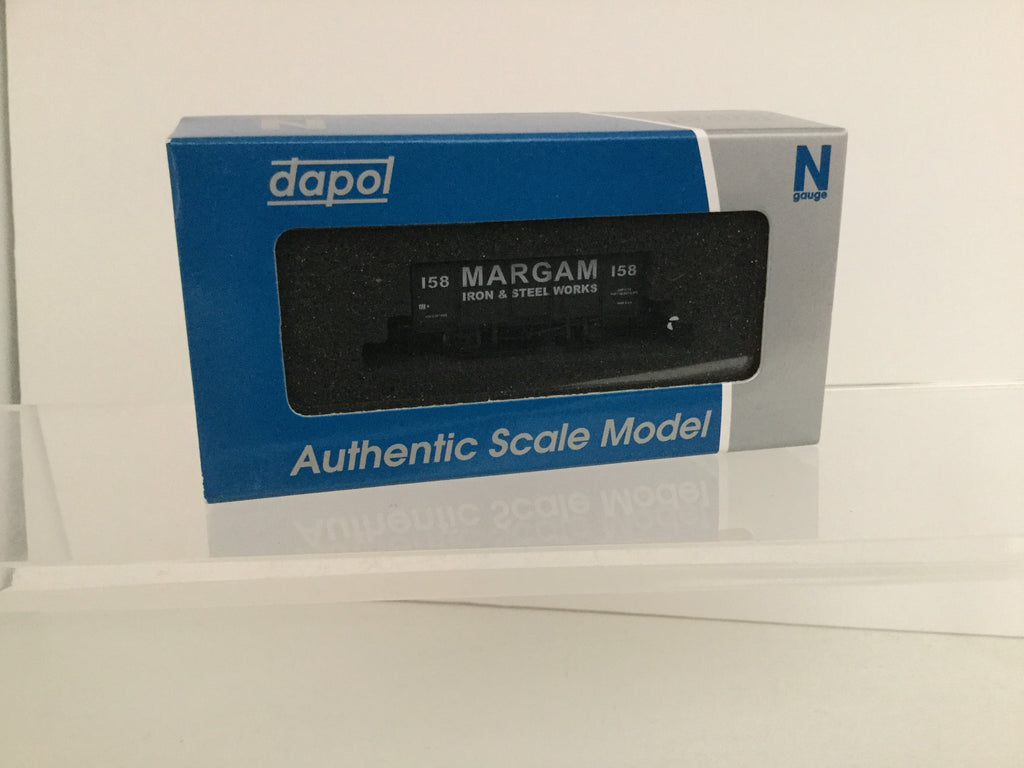 dapol
N
gauge
158 MARGAM 158
IRON & STEEL WORKS
Authentic Scale Model